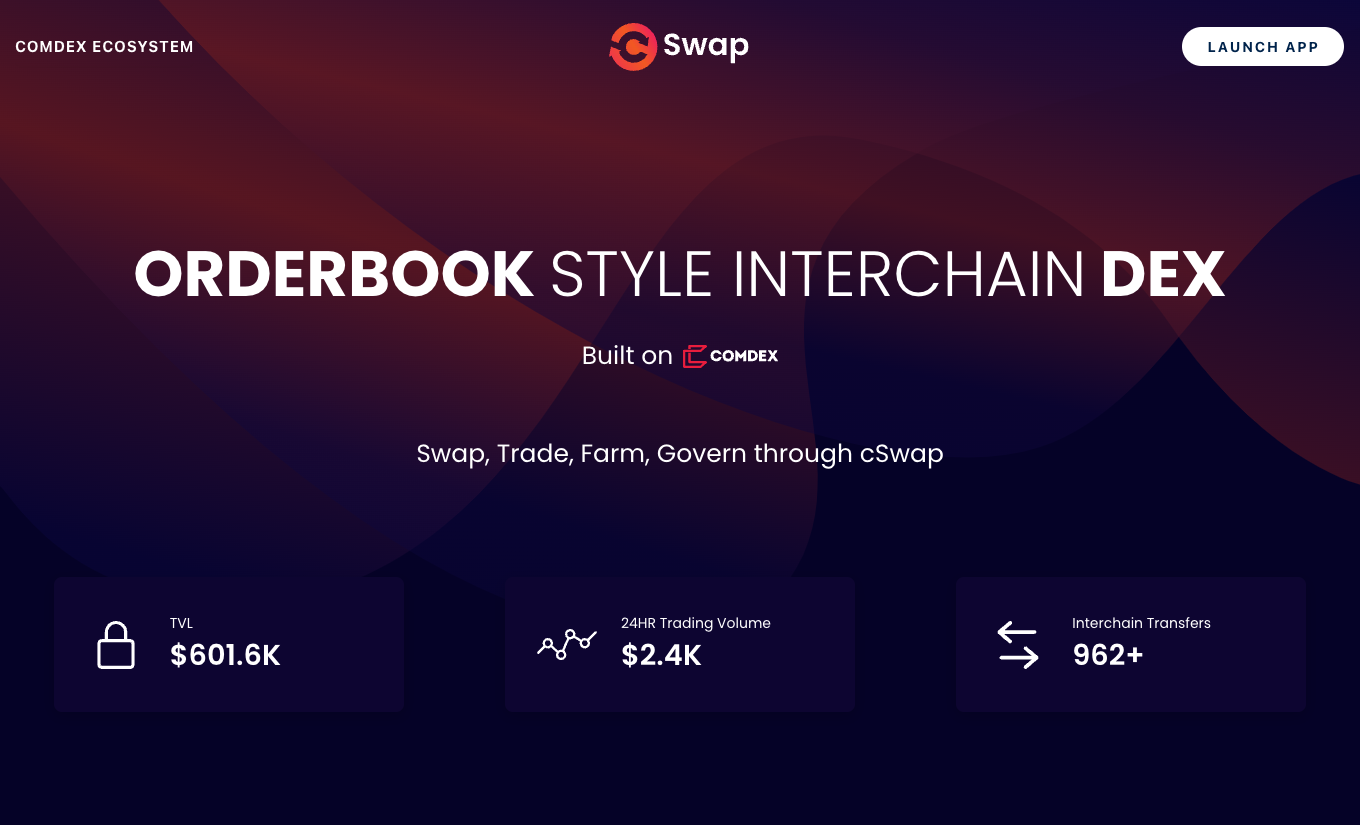 COMDEX ECOSYSTEM
Swap
LAUNCH APP
ORDERBOOK STYLE INTERCHAIN DEX
Built on COMDEX
Swap, Trade, Farm, Govern through cSwap
TVL
$601.6K
24HR Trading Volume
$2.4K
Interchain Transfers
962+